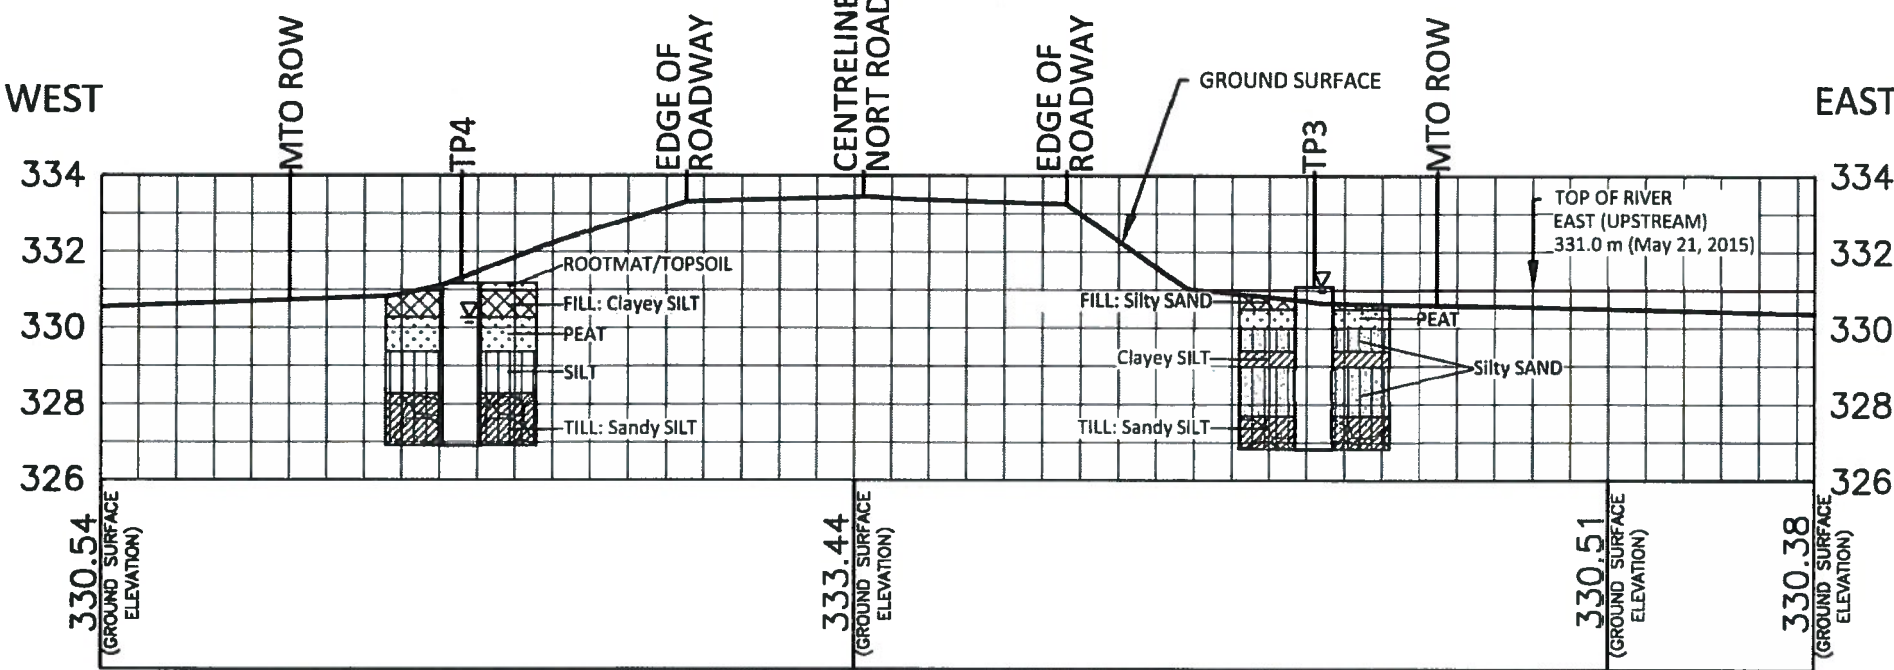 WEST
MTO ROW
TP4
EDGE OF
ROADWAY
CENTRELINE
NORT ROAD
EDGE OF
ROADWAY
GROUND SURFACE
TP3
MTO ROW
EAST
334
332
330
328
326
334
332
330
328
326
TOP OF RIVER
EAST (UPSTREAM)
331.0 m (May 21, 2015)
ROOTMAT/TOPSOIL
FILL: Clayey SILT
PEAT
SILT
TILL: Sandy SILT
FILL: Silty SAND
Clayey SILT
TILL: Sandy SILT
PEAT
Silty SAND
330.54
(GROUND SURFACE
ELEVATION)
333.44
(GROUND SURFACE
ELEVATION)
330.51
(GROUND SURFACE
ELEVATION)
330.38
(GROUND SURFACE
ELEVATION)